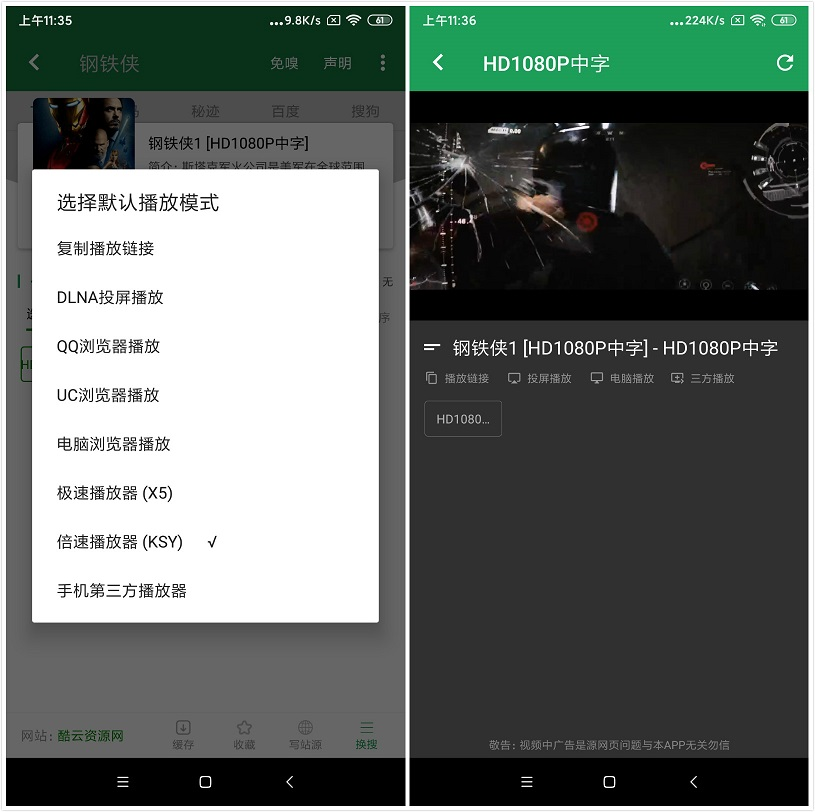 上午11:35
...9.8K/s
61
钢铁侠
免嗅
声明
秘迹
百度
搜狗
钢铁侠1 [HD1080P中字]
简介：斯塔克军火公司是美军在全球范围
选择默认播放模式
复制播放链接
DLNA投屏播放
QQ浏览器播放
UC浏览器播放
电脑浏览器播放
极速播放器 (X5)
倍速播放器 (KSY) √
手机第三方播放器
无
序
网站：酷云资源网
缓存
收藏
写站源
换搜
上午11:36
...224K/s
61
HD1080P中字
钢铁侠1 [HD1080P中字] - HD1080P中字
播放链接
投屏播放
电脑播放
三方播放
HD1080...
敬告：视频中广告是源网页问题与本APP无关勿信